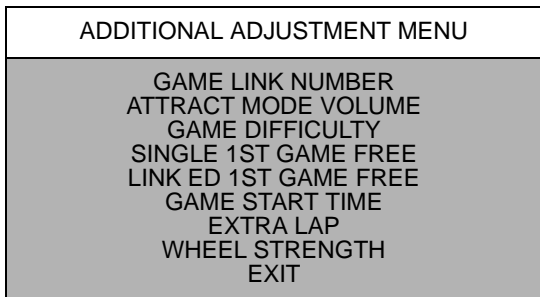 ADDITIONAL ADJUSTMENT MENU
GAME LINK NUMBER
ATTRACT MODE VOLUME
GAME DIFFICULTY
SINGLE 1ST GAME FREE
LINK ED 1ST GAME FREE
GAME START TIME
EXTRA LAP
WHEEL STRENGTH
EXIT